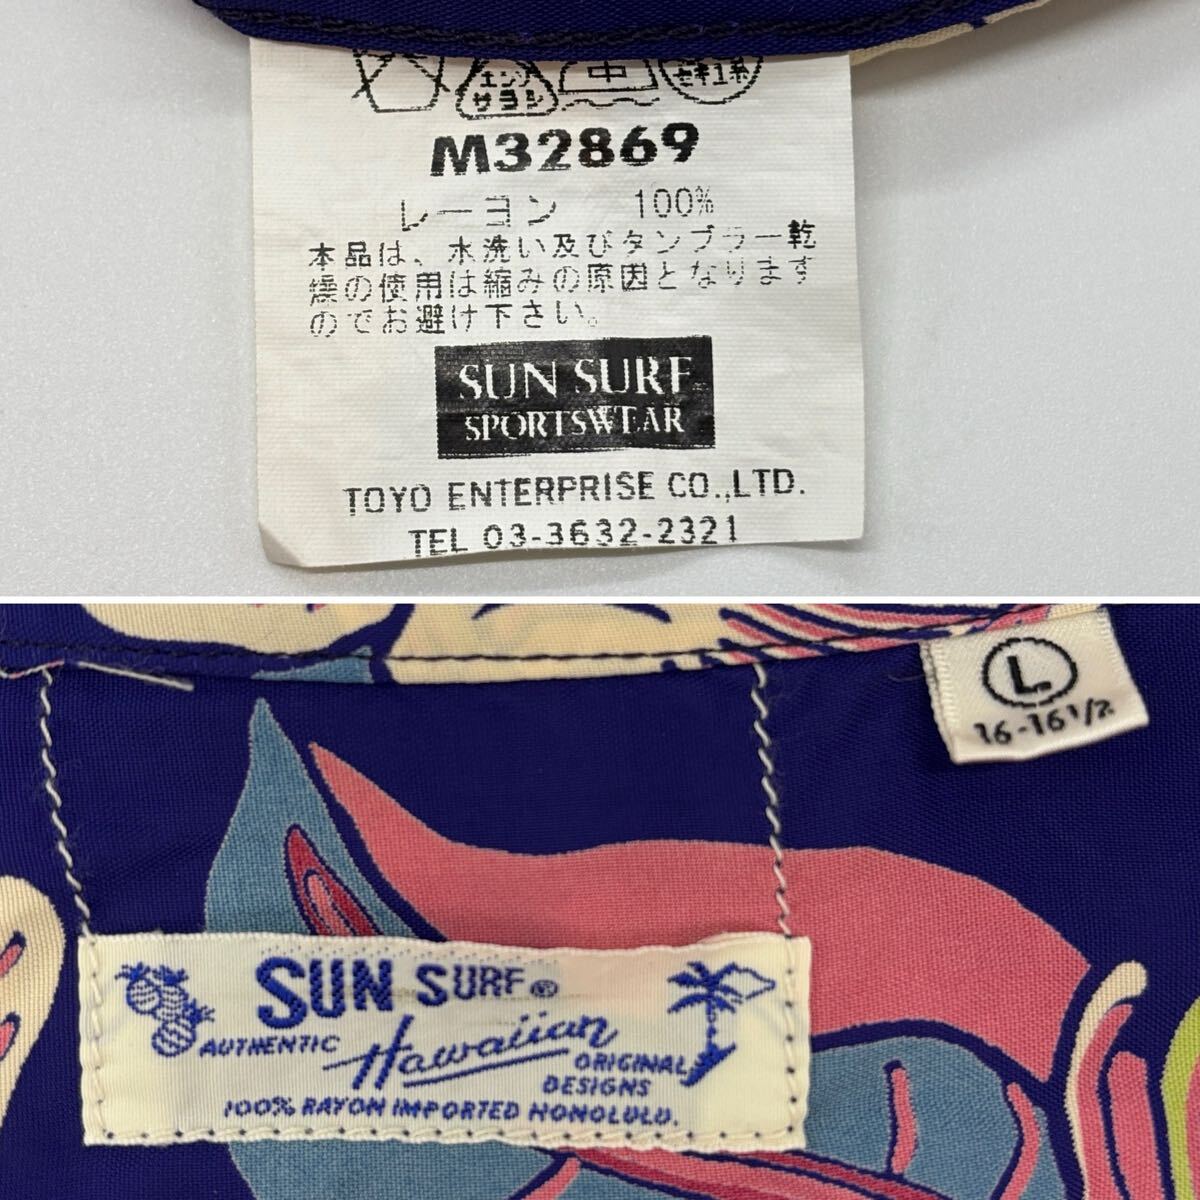 エンソ 中
サヨシ セキユ系
M32869
レーヨン 100%
本品は、水洗い及びタンブラー乾
燥の使用は縮みの原因となります
のでお避け下さい。
SUN SURF
SPORTSWEAR
TOYO ENTERPRISE CO.,LTD.
TEL 03-3632-2321
L
16-16 1/2
SUN SURF®
AUTHENTIC Hawaiian ORIGINAL
DESIGNS
100% RAYON IMPORTED HONOLULU.